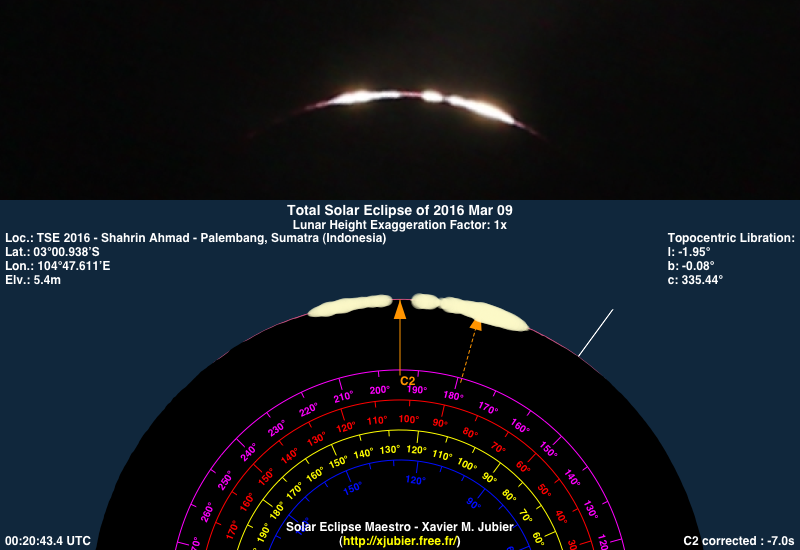 Total Solar Eclipse of 2016 Mar 09
Lunar Height Exaggeration Factor: 1x
Loc.: TSE 2016 - Shahrin Ahmad - Palembang, Sumatra (Indonesia)
Lat.: 03°00.938'S
Lon.: 104°47.611'E
Elv.: 5.4m
Topocentric Libration:
l: -1.95°
b: -0.08°
c: 335.44°
C2
260° 250° 240° 230° 220° 210° 200° 190° 180° 170° 160° 150° 140° 130° 120°
170° 160° 150° 140° 130° 120° 110° 100° 90° 80° 70° 60° 50° 40° 30°
190° 180° 170° 160° 150° 140° 130° 120° 110° 100° 90° 80° 70° 60°
150° 120° 90°
Solar Eclipse Maestro - Xavier M. Jubier
(http://xjubier.free.fr/)
00:20:43.4 UTC
C2 corrected : -7.0s